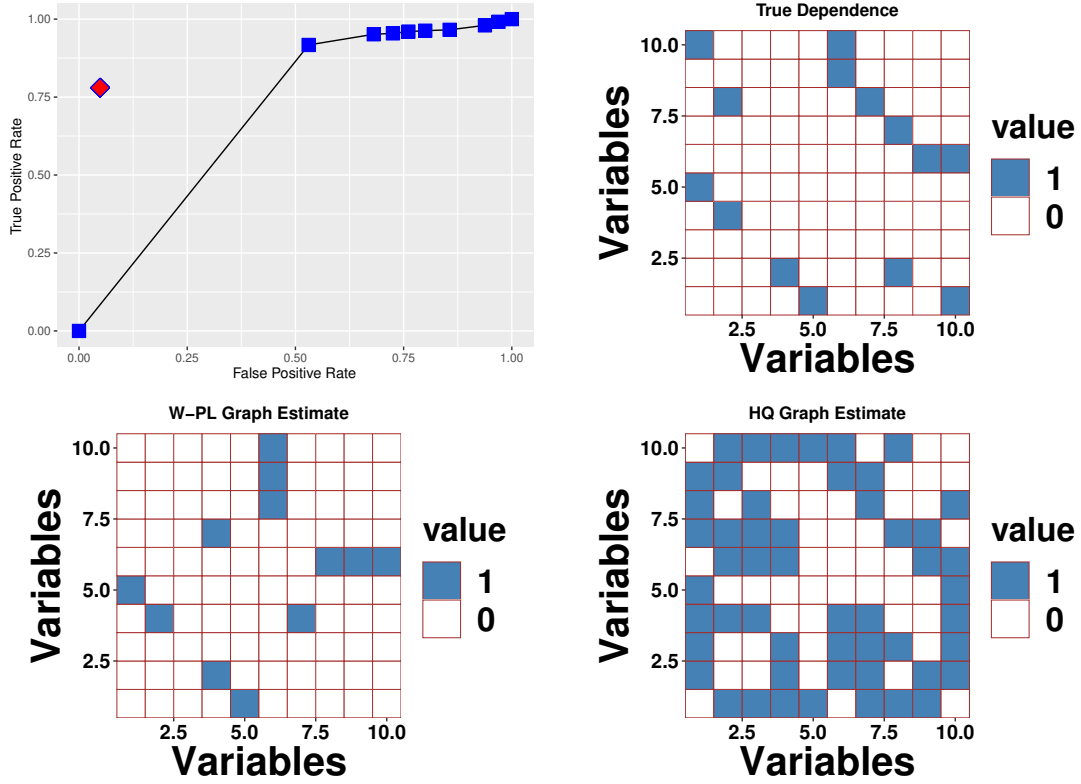 1.00
0.75
0.50
0.25
0.00
True Positive Rate
0.00 0.25 0.50 0.75 1.00
False Positive Rate
True Dependence
10.0
7.5
5.0
2.5
Variables
2.5 5.0 7.5 10.0
Variables
value
1
0
W−PL Graph Estimate
10.0
7.5
5.0
2.5
Variables
2.5 5.0 7.5 10.0
Variables
value
1
0
HQ Graph Estimate
10.0
7.5
5.0
2.5
Variables
2.5 5.0 7.5 10.0
Variables
value
1
0